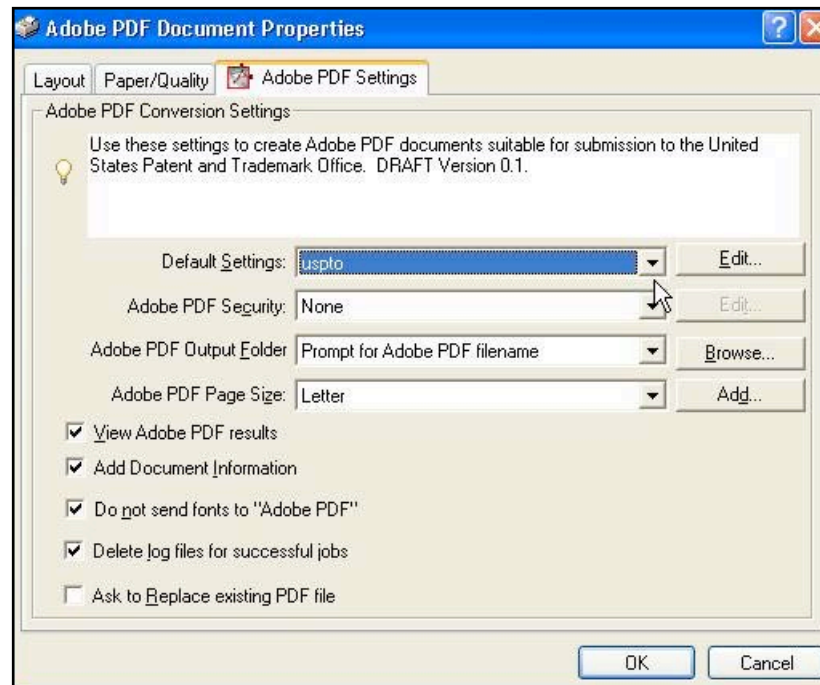 Adobe PDF Document Properties
Layout Paper/Quality Adobe PDF Settings
Adobe PDF Conversion Settings
Use these settings to create Adobe PDF documents suitable for submission to the United
States Patent and Trademark Office. DRAFT Version 0.1.
Default Settings: uspto Edit...
Adobe PDF Security: None Edit...
Adobe PDF Output Folder Prompt for Adobe PDF filename Browse...
Adobe PDF Page Size: Letter Add...
View Adobe PDF results
Add Document Information
Do not send fonts to "Adobe PDF"
Delete log files for successful jobs
Ask to Replace existing PDF file
OK Cancel